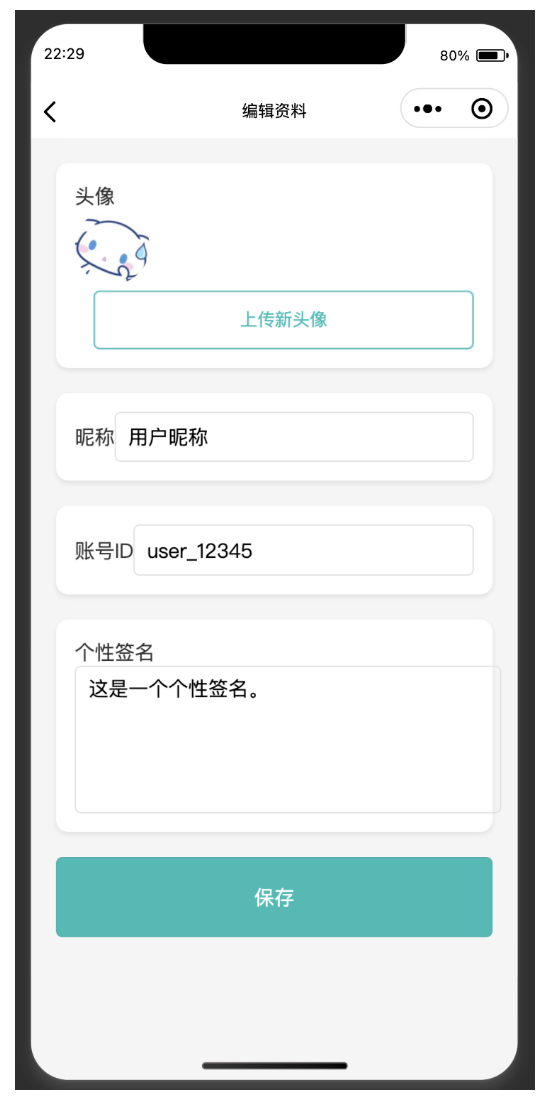 22:29
80%
编辑资料
头像
上传新头像
昵称 用户昵称
账号ID user_12345
个性签名
这是一个个性签名。
保存